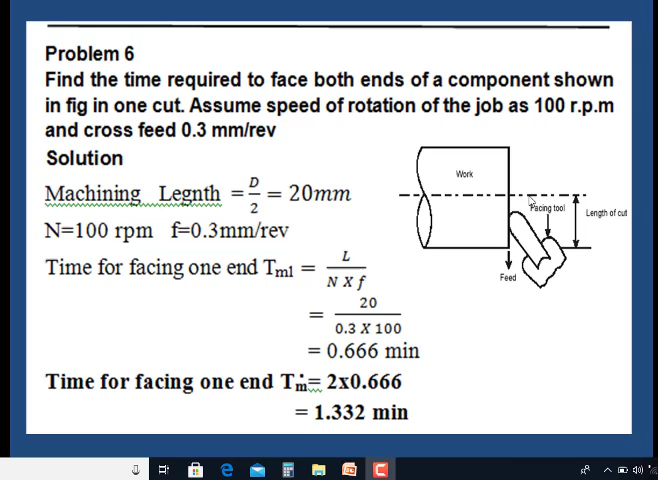 Problem 6
Find the time required to face both ends of a component shown
in fig in one cut. Assume speed of rotation of the job as 100 r.p.m
and cross feed 0.3 mm/rev
Solution
Machining Legnth = D/2 = 20mm
N=100 rpm f=0.3mm/rev
Time for facing one end Tm1 = L / N X f
= 20 / 0.3 X 100
= 0.666 min
Time for facing one end Tm = 2x0.666
= 1.332 min
Work
Facing tool
Length of cut
Feed